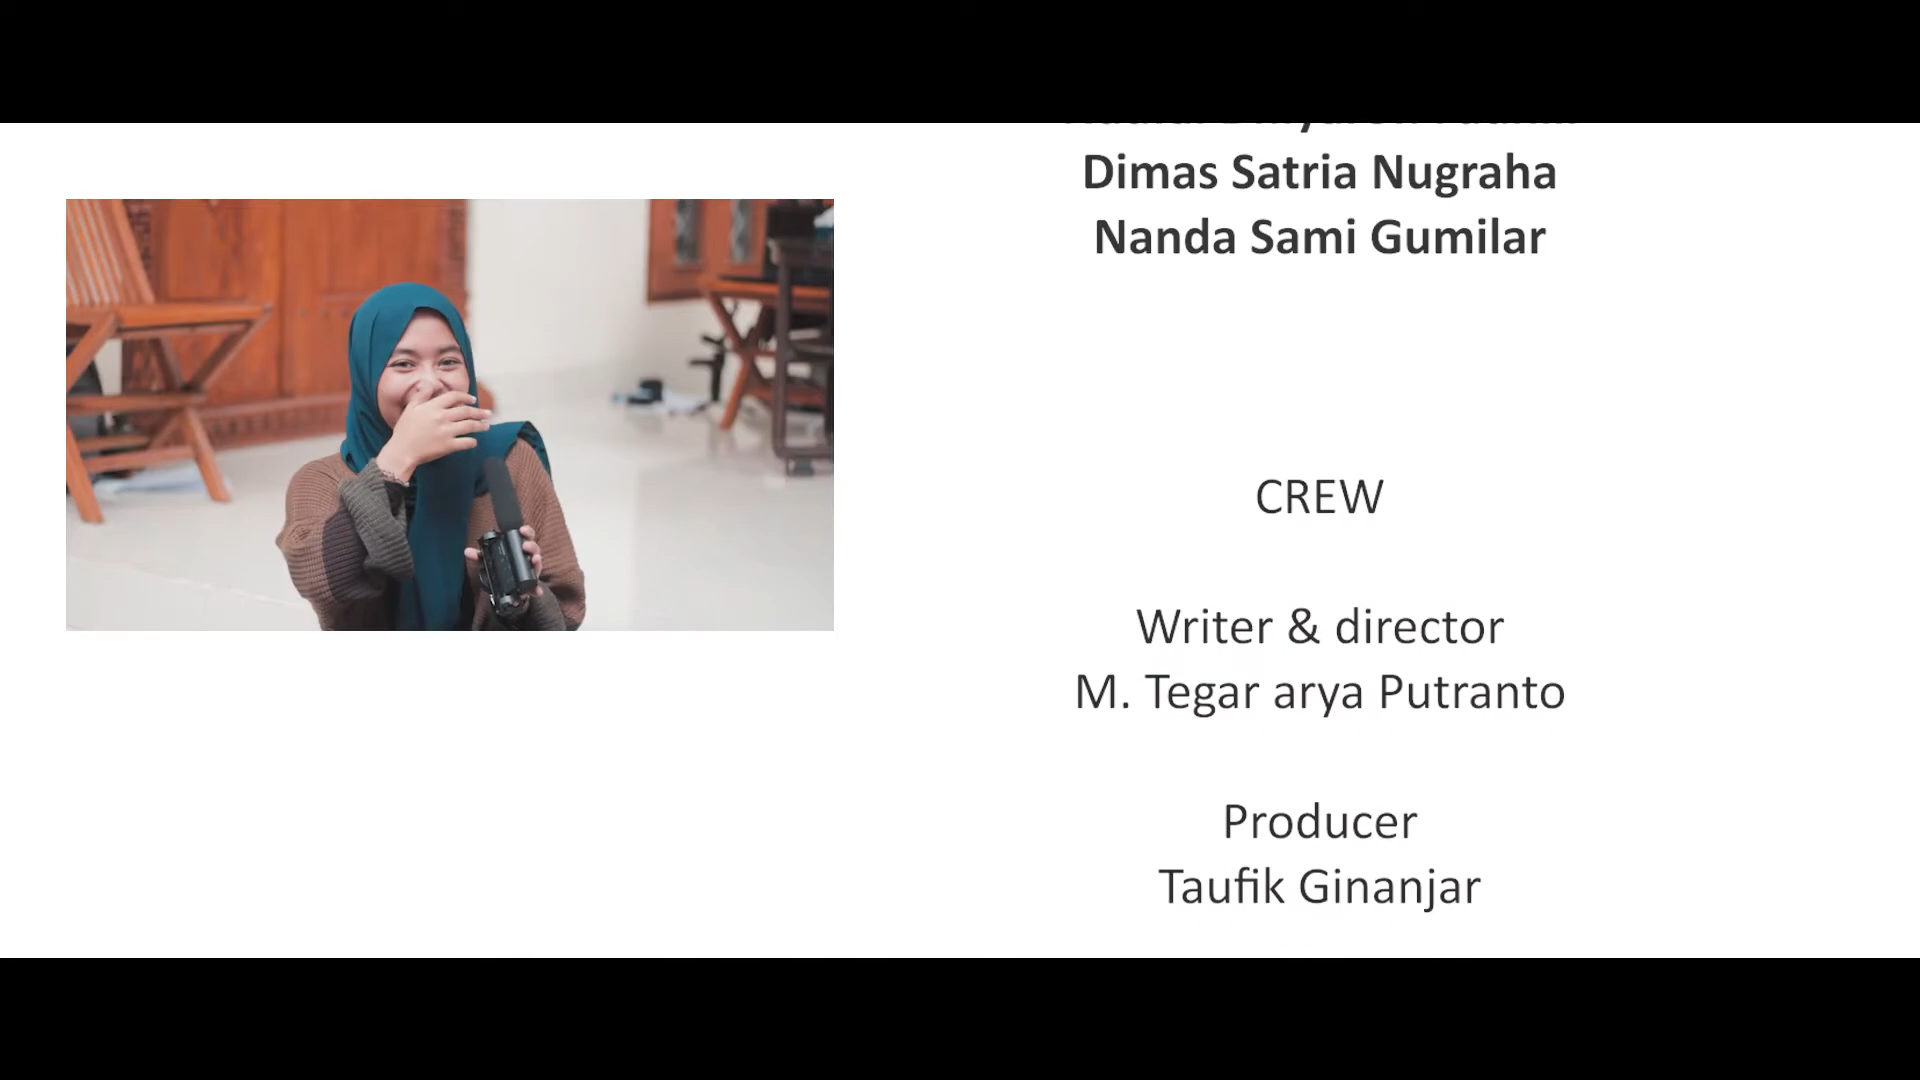 Dimas Satria Nugraha
Nanda Sami Gumilar
CREW
Writer & director
M. Tegar arya Putranto
Producer
Taufik Ginanjar